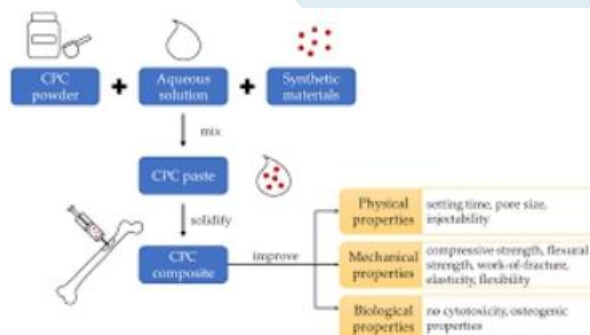 CPC
powder
Aqueous
solution
Synthetic
materials
mix
CPC paste
solidify
CPC
composite
improve
Physical
properties
setting time, pore size,
injectability
Mechanical
properties
compressive strength, flexural
strength, work-of-fracture,
elasticity, flexibility
Biological
properties
no cytotoxicity, osteogenic
properties